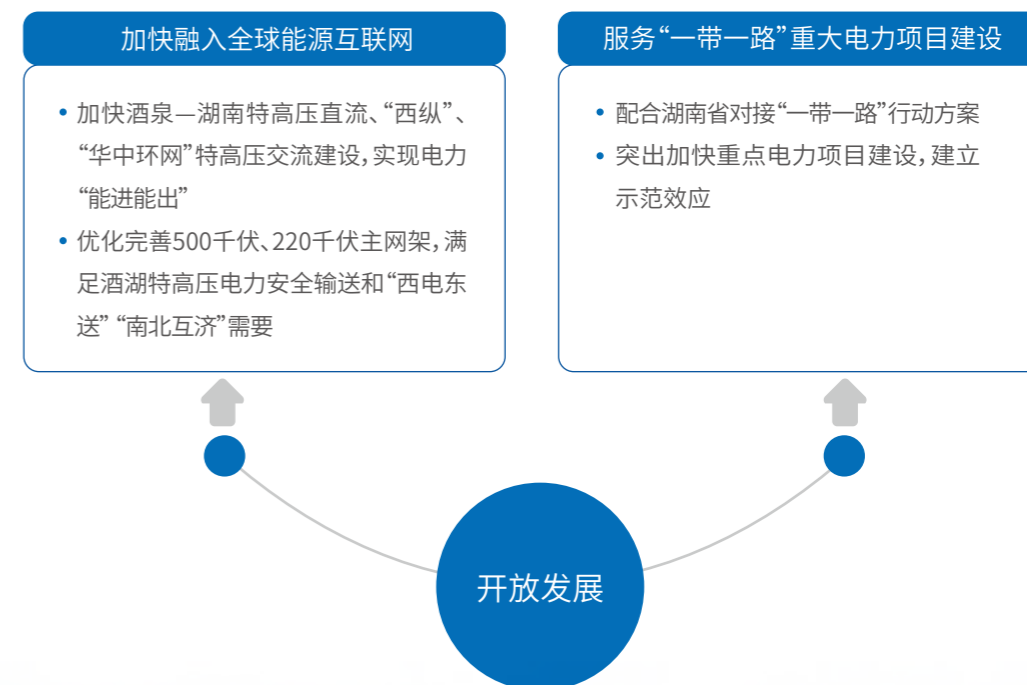 加快融入全球能源互联网
• 加快酒泉—湖南特高压直流、“西纵”、
“华中环网”特高压交流建设，实现电力
“能进能出”
• 优化完善500千伏、220千伏主网架，满
足酒湖特高压电力安全输送和“西电东
送” “南北互济”需要
服务“一带一路”重大电力项目建设
• 配合湖南省对接“一带一路”行动方案
• 突出加快重点电力项目建设，建立
示范效应
开放发展